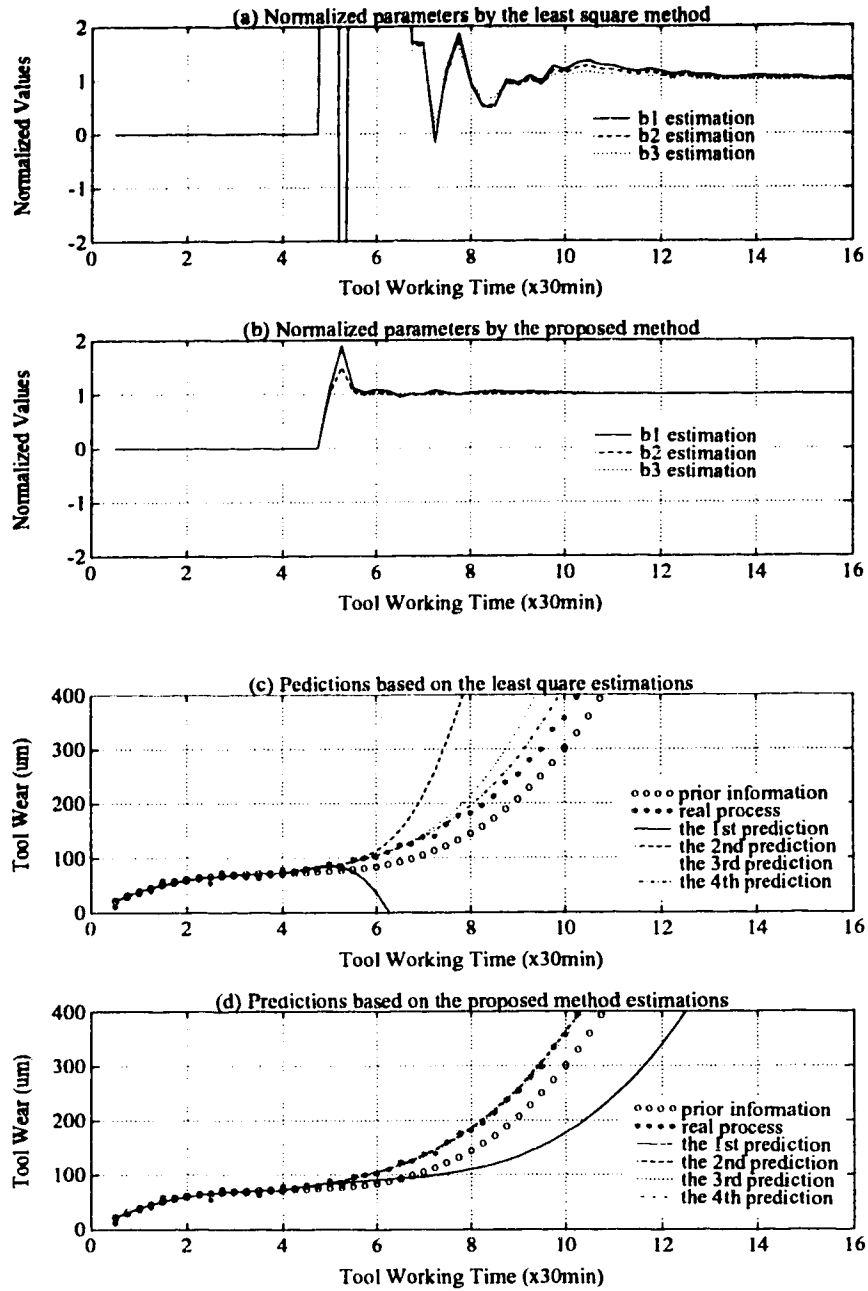 (a) Normalized parameters by the least square method
2
1
0
-1
-2
Normalized Values
b1 estimation
b2 estimation
b3 estimation
0 2 4 6 8 10 12 14 16
Tool Working Time (x30min)
(b) Normalized parameters by the proposed method
2
1
0
-1
-2
Normalized Values
b1 estimation
b2 estimation
b3 estimation
0 2 4 6 8 10 12 14 16
Tool Working Time (x30min)
(c) Pedictions based on the least quare estimations
400
300
200
100
0
Tool Wear (um)
prior information
real process
the 1st prediction
the 2nd prediction
the 3rd prediction
the 4th prediction
0 2 4 6 8 10 12 14 16
Tool Working Time (x30min)
(d) Predictions based on the proposed method estimations
400
300
200
100
0
Tool Wear (um)
prior information
real process
the 1st prediction
the 2nd prediction
the 3rd prediction
the 4th prediction
0 2 4 6 8 10 12 14 16
Tool Working Time (x30min)